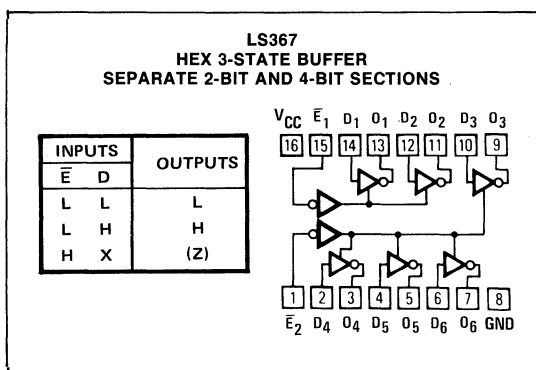 LS367
HEX 3-STATE BUFFER
SEPARATE 2-BIT AND 4-BIT SECTIONS
INPUTS OUTPUTS
E̅ D
L L L
L H H
H X (Z)
VCC E̅1 D1 O1 D2 O2 D3 O3
16 15 14 13 12 11 10 9
1 2 3 4 5 6 7 8
E̅2 D4 O4 D5 O5 D6 O6 GND